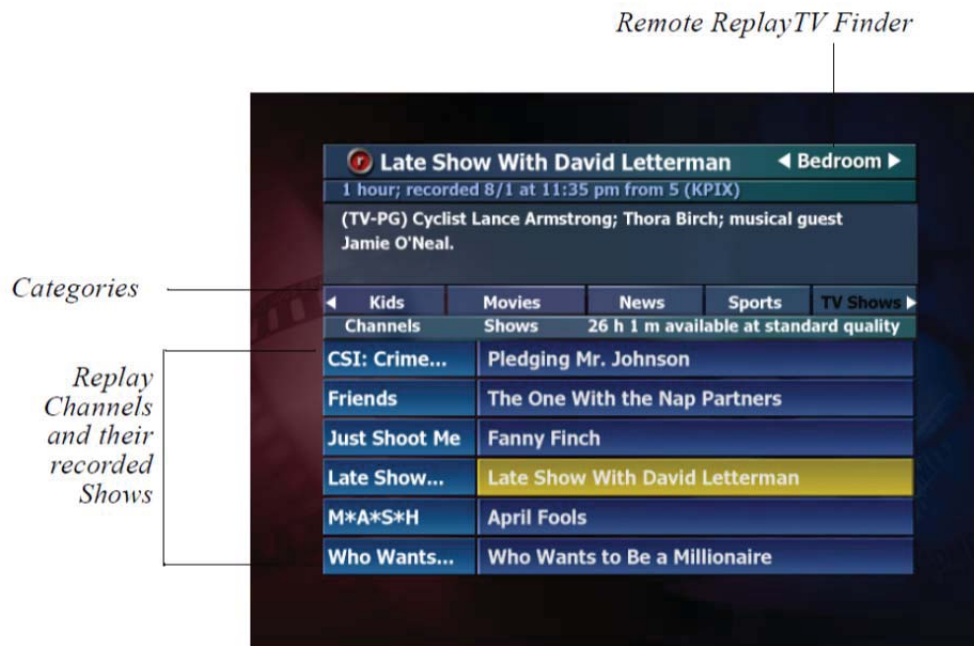 Remote ReplayTV Finder
Late Show With David Letterman ◀ Bedroom ▶
1 hour; recorded 8/1 at 11:35 pm from 5 (KPIX)
(TV-PG) Cyclist Lance Armstrong; Thora Birch; musical guest
Jamie O'Neal.
Categories
◀ Kids Movies News Sports TV Shows ▶
Channels Shows 26 h 1 m available at standard quality
Replay
Channels
and their
recorded
Shows
CSI: Crime... Pledging Mr. Johnson
Friends The One With the Nap Partners
Just Shoot Me Fanny Finch
Late Show... Late Show With David Letterman
M*A*S*H April Fools
Who Wants... Who Wants to Be a Millionaire